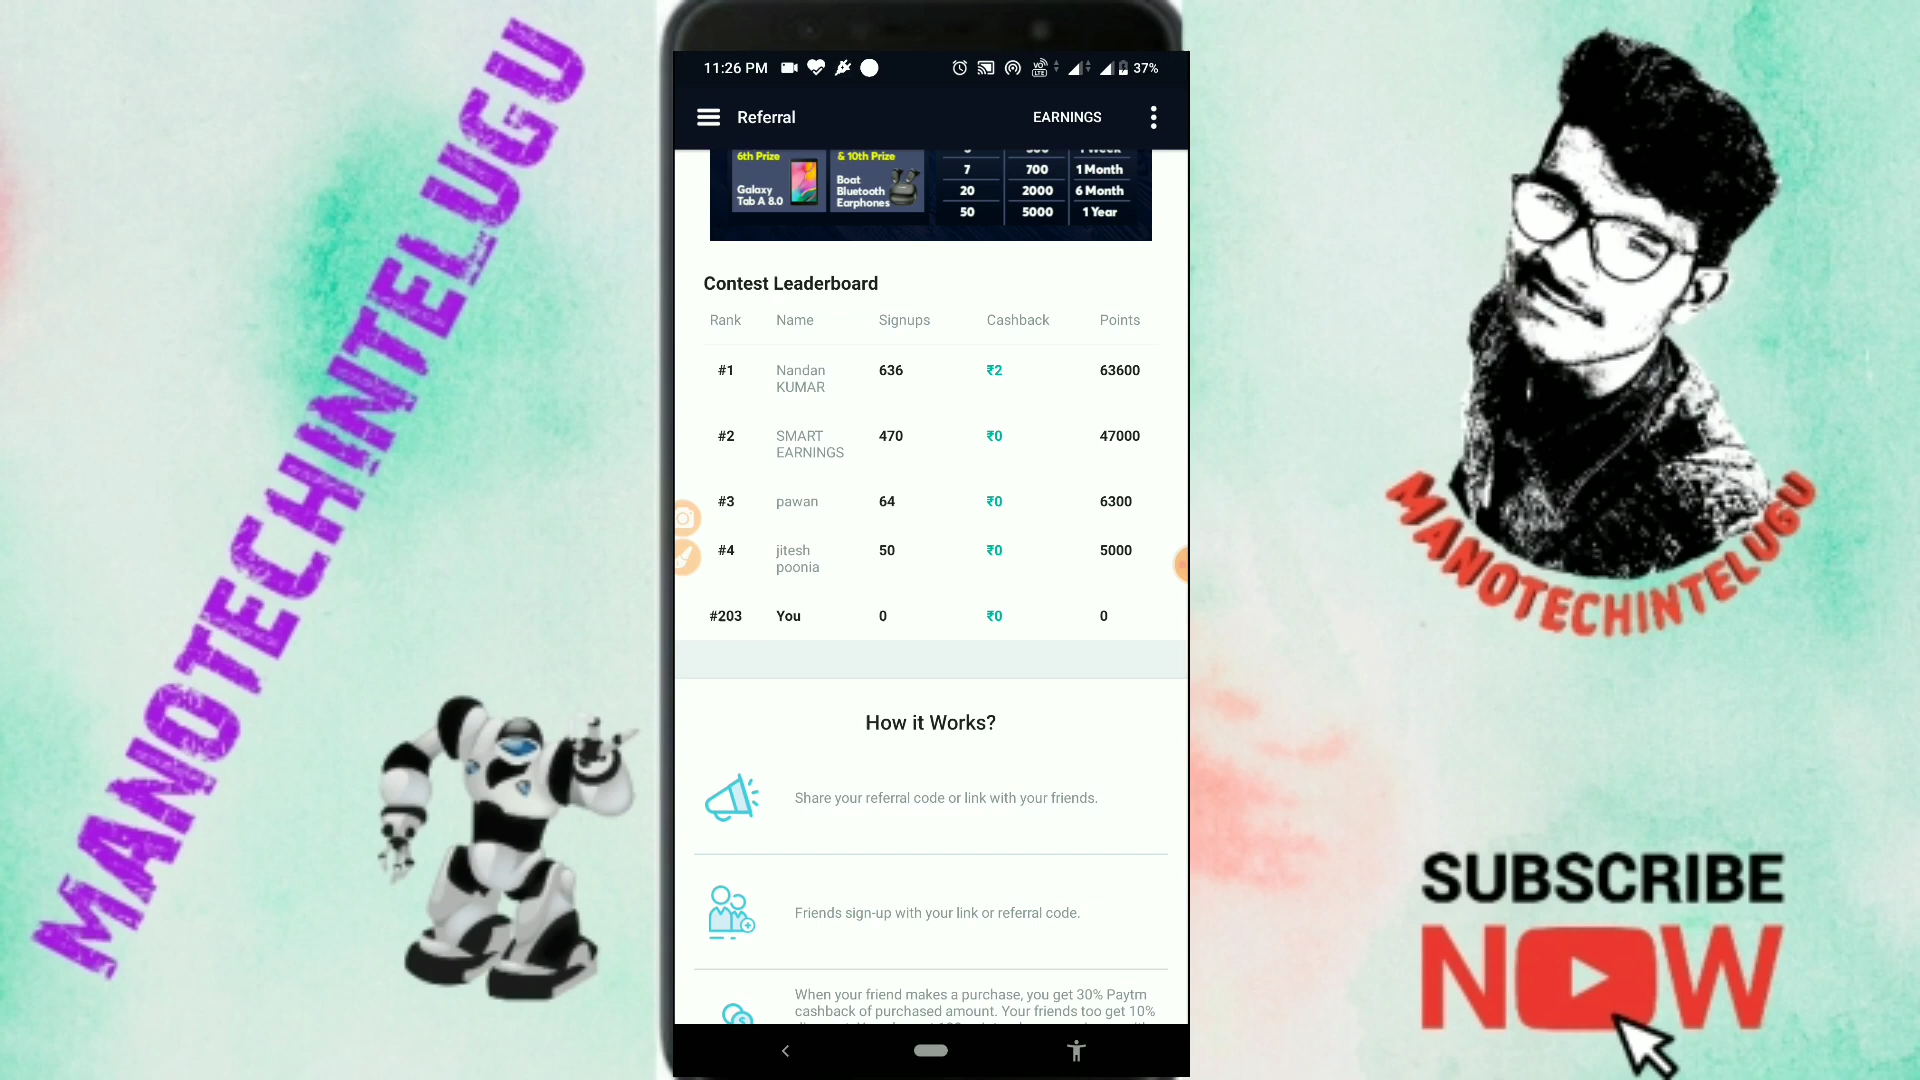 MANOTECHINTELUGU
11:26 PM
VO
LTE
37%
Referral
EARNINGS
6th Prize
Galaxy
Tab A 8.0
& 10th Prize
Boat
Bluetooth
Earphones
7 700 1 Month
20 2000 6 Month
50 5000 1 Year
Contest Leaderboard
Rank Name Signups Cashback Points
#1 Nandan KUMAR 636 ₹2 63600
#2 SMART EARNINGS 470 ₹0 47000
#3 pawan 64 ₹0 6300
#4 jitesh poonia 50 ₹0 5000
#203 You 0 ₹0 0
How it Works?
Share your referral code or link with your friends.
Friends sign-up with your link or referral code.
When your friend makes a purchase, you get 30% Paytm
cashback of purchased amount. Your friends too get 10%
MANOTECHINTELUGU
SUBSCRIBE
NOW